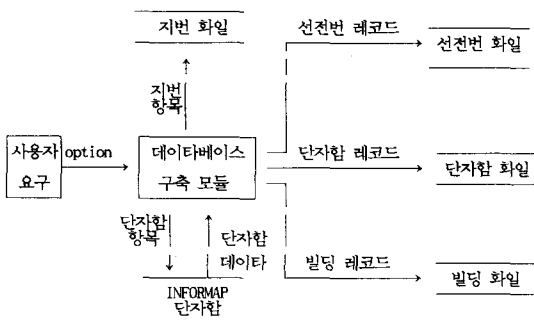 지번 화일
선전번 레코드
선전번 화일
지번
항목
사용자
요구
option
데이타베이스
구축 모듈
단자함 레코드
단자함 화일
단자함
항목
단자함
데이타
빌딩 레코드
빌딩 화일
INFORMAP
단자함